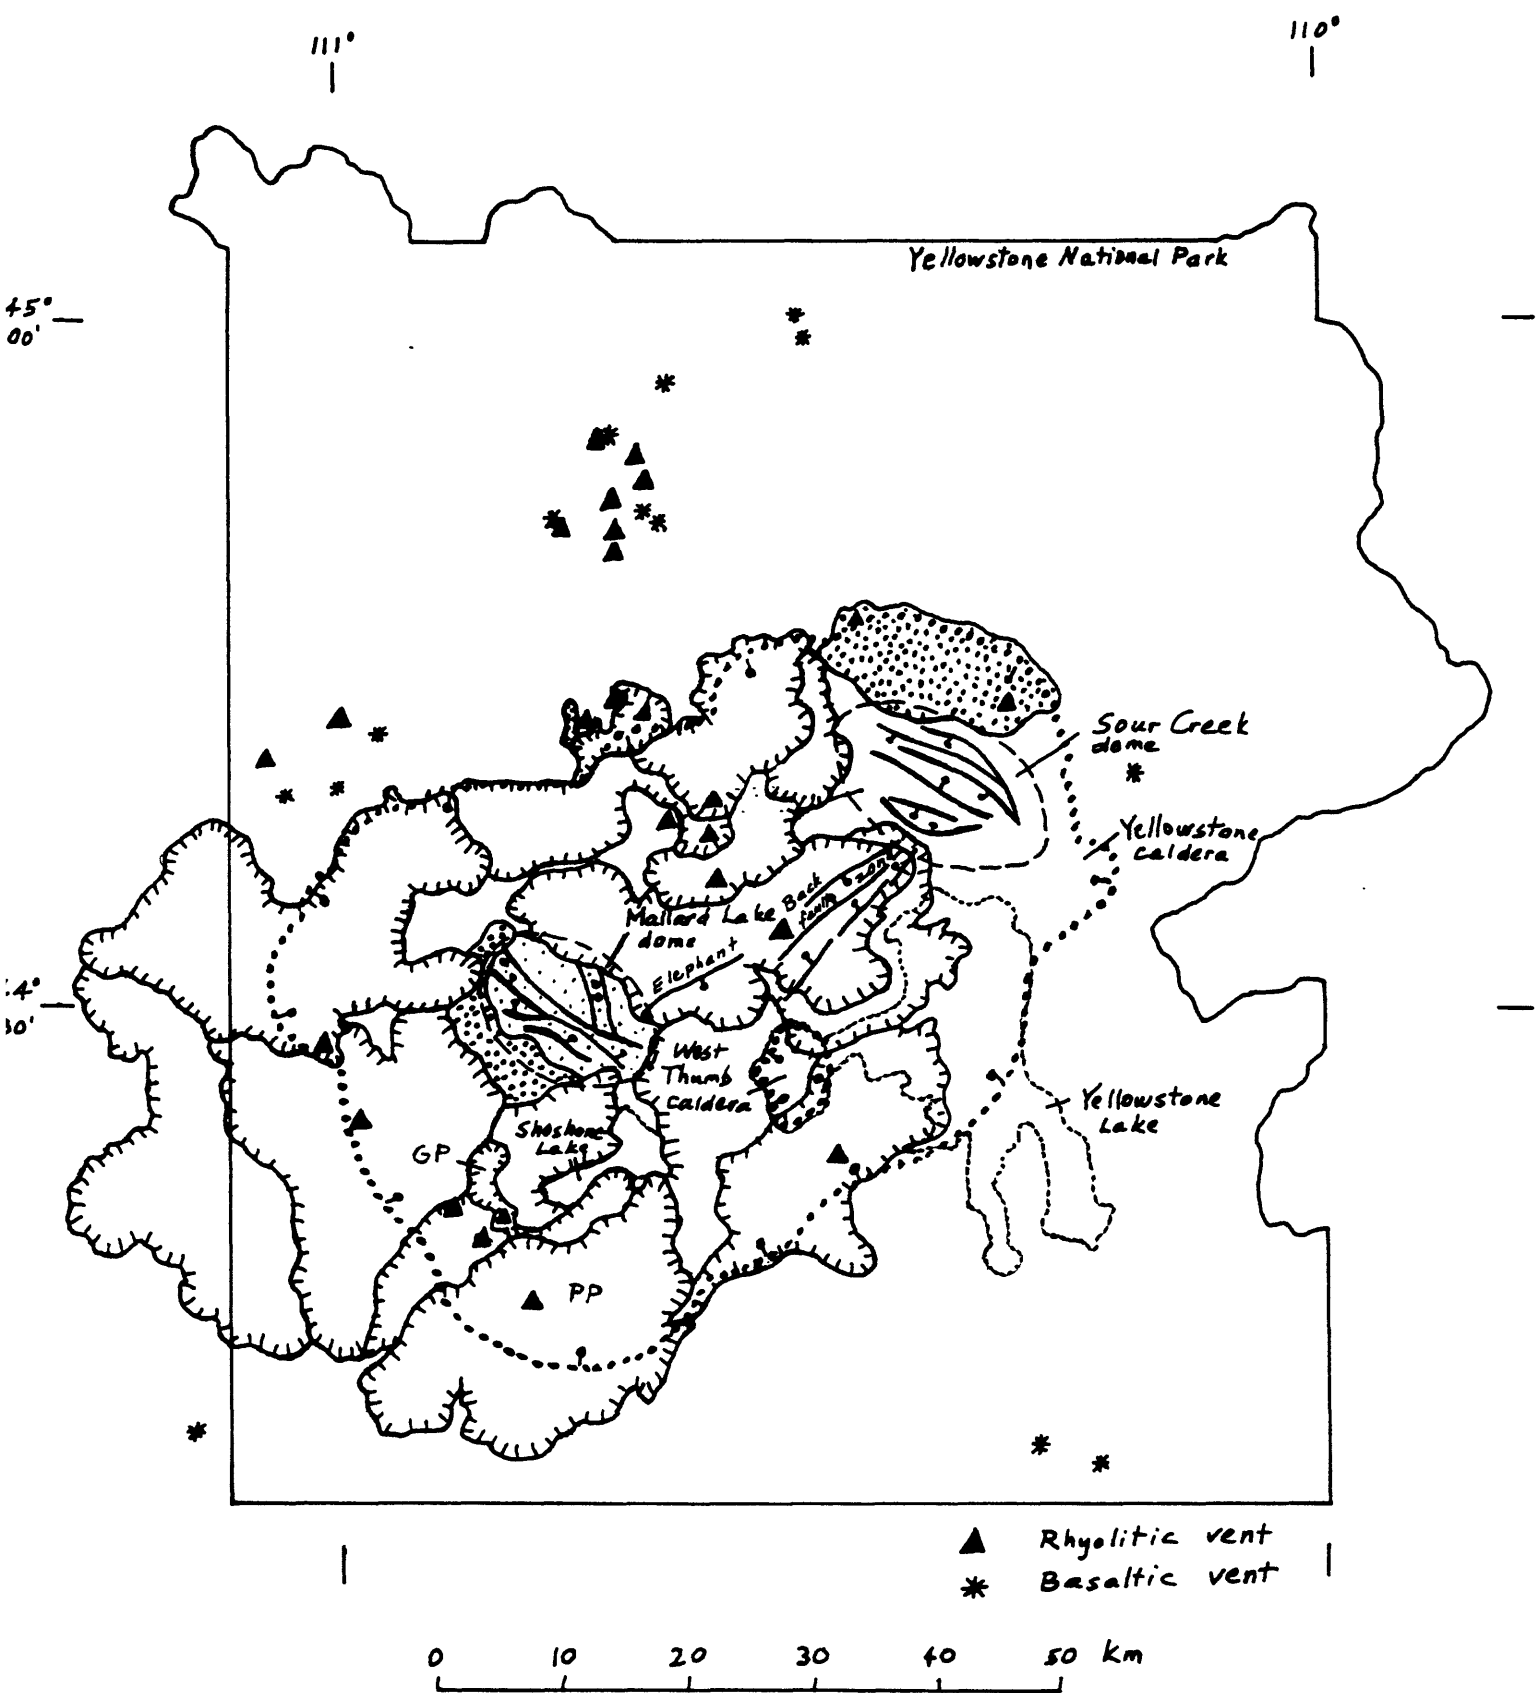 111°
110°
Yellowstone National Park
45°
00'
Sour Creek
dome
Yellowstone
caldera
Back
fault zone
Mallard Lake
dome
Elephant
4°
30'
West
Thumb
caldera
Yellowstone
Lake
Shoshone
Lake
GP
PP
Rhyolitic vent
Basaltic vent
0 10 20 30 40 50 km